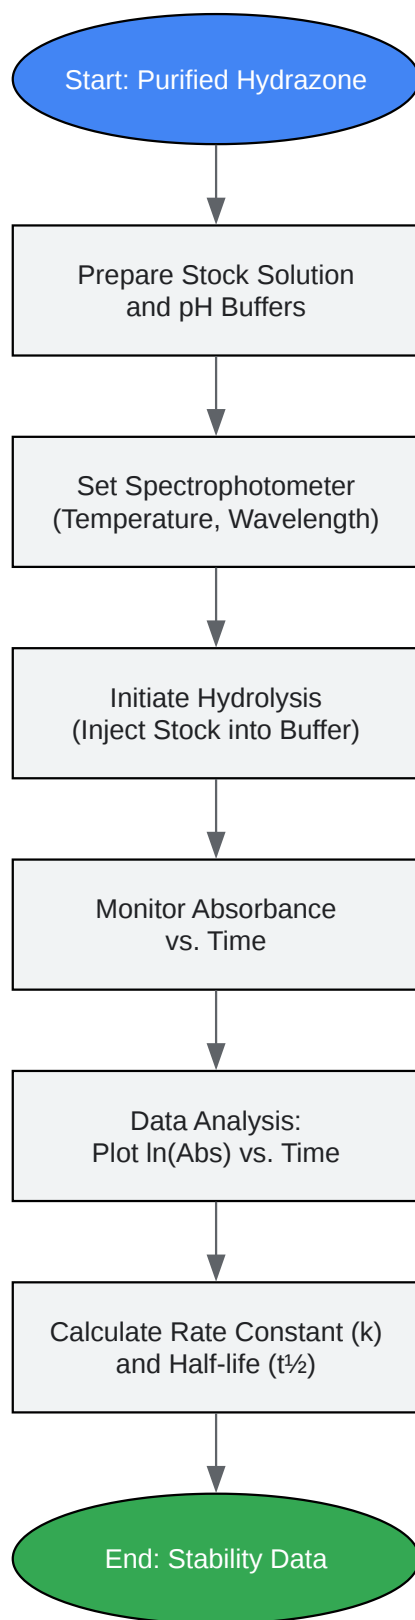 Start: Purified Hydrazone
Prepare Stock Solution
and pH Buffers
Set Spectrophotometer
(Temperature, Wavelength)
Initiate Hydrolysis
(Inject Stock into Buffer)
Monitor Absorbance
vs. Time
Data Analysis:
Plot ln(Abs) vs. Time
Calculate Rate Constant (k)
and Half-life (t½)
End: Stability Data